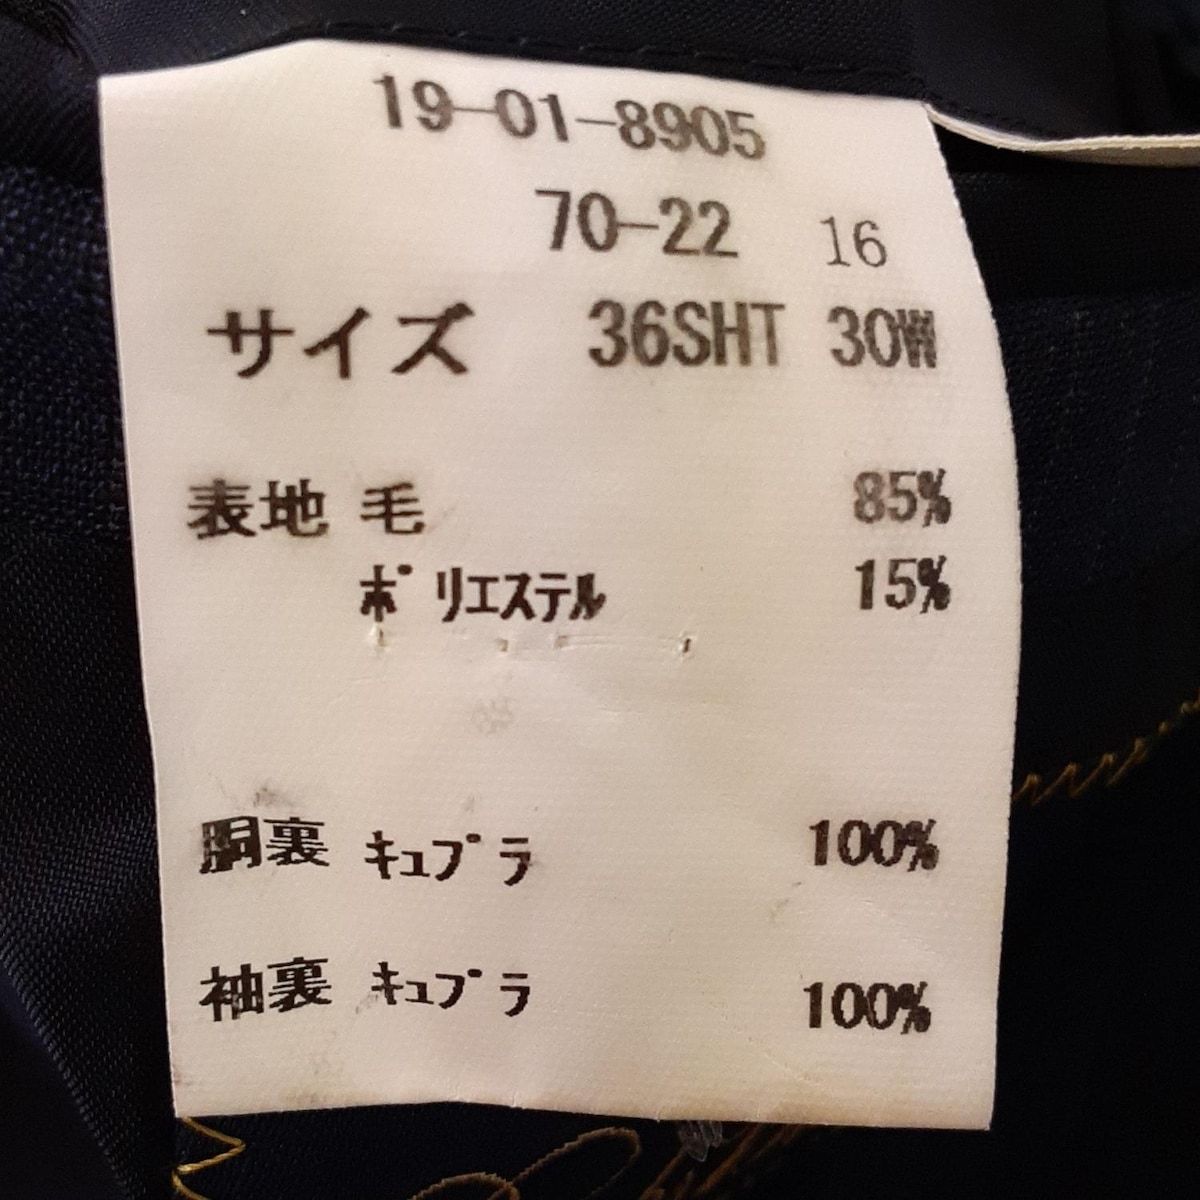 19-01-8905
70-22 16
サイズ 36SHT 30W
表地 毛 85%
ポリエステル 15%
胴裏 キュプラ 100%
袖裏 キュプラ 100%